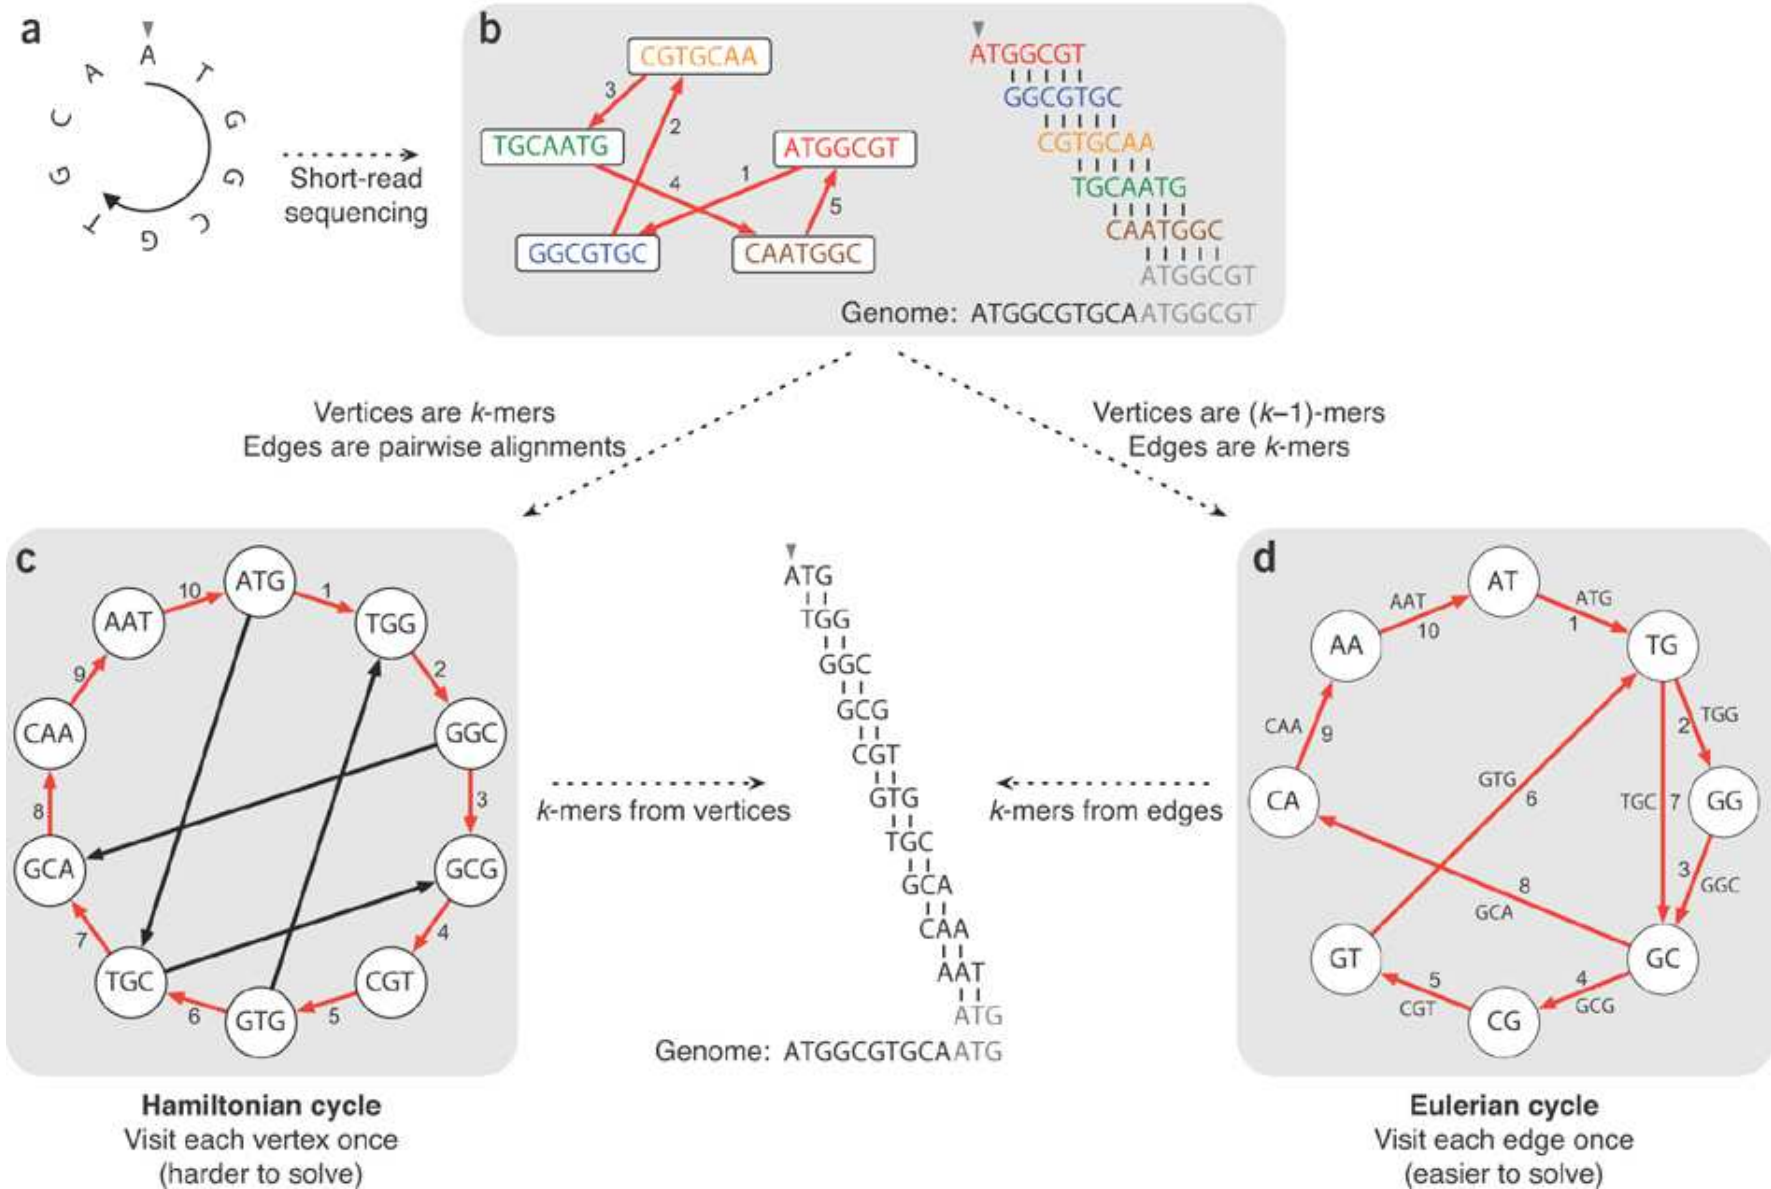 a
A
T
G
G
C
G
T
G
C
A
Short-read
sequencing
b
CGTGCAA
3
2
TGCAATG
ATGGCGT
4
1
5
GGCGTGC
CAATGGC
ATGGCGT
GGCGTGC
CGTGCAA
TGCAATG
CAATGGC
ATGGCGT
Genome: ATGGCGTGCAATGGCGT
Vertices are k-mers
Edges are pairwise alignments
Vertices are (k–1)-mers
Edges are k-mers
c
ATG
1
TGG
2
GGC
3
GCG
4
CGT
5
GTG
6
TGC
7
GCA
8
CAA
9
AAT
10
Hamiltonian cycle
Visit each vertex once
(harder to solve)
k-mers from vertices
ATG
TGG
GGC
GCG
CGT
GTG
TGC
GCA
CAA
AAT
ATG
Genome: ATGGCGTGCAATG
k-mers from edges
d
AT
ATG
1
TG
TGG
2
GG
3
GGC
GC
4
GCG
CG
5
CGT
GT
GTG
6
TGC 7
8
GCA
CA
CAA
9
AA
AAT
10
Eulerian cycle
Visit each edge once
(easier to solve)